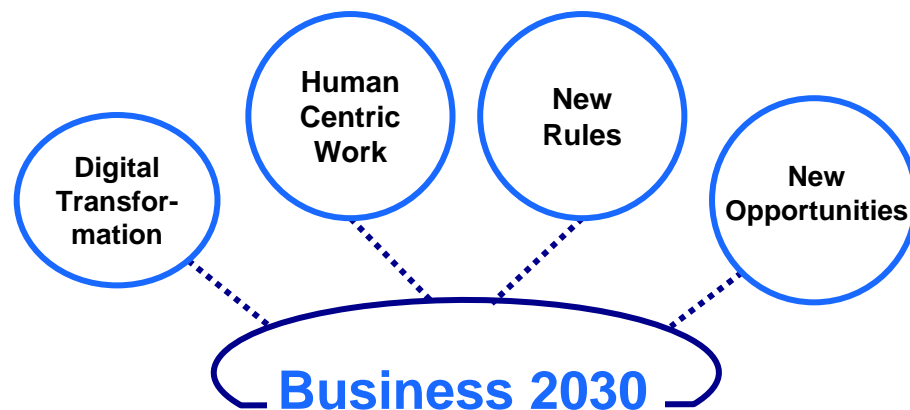 Digital
Transfor-
mation
Human
Centric
Work
New
Rules
New
Opportunities
Business 2030